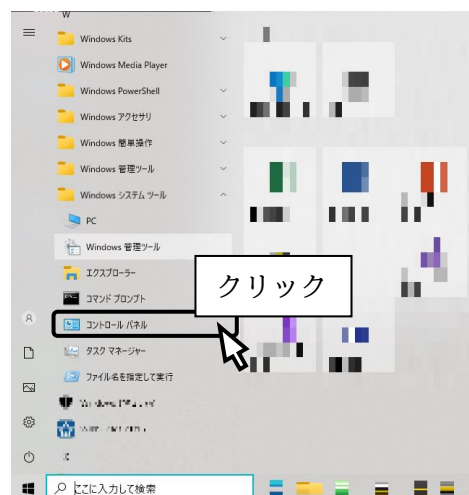 W
Windows Kits
Windows Media Player
Windows PowerShell
Windows アクセサリ
Windows 簡単操作
Windows 管理ツール
Windows システム ツール
PC
Windows 管理ツール
エクスプローラー
コマンド プロンプト
クリック
コントロール パネル
タスク マネージャー
ファイル名を指定して実行
ここに入力して検索